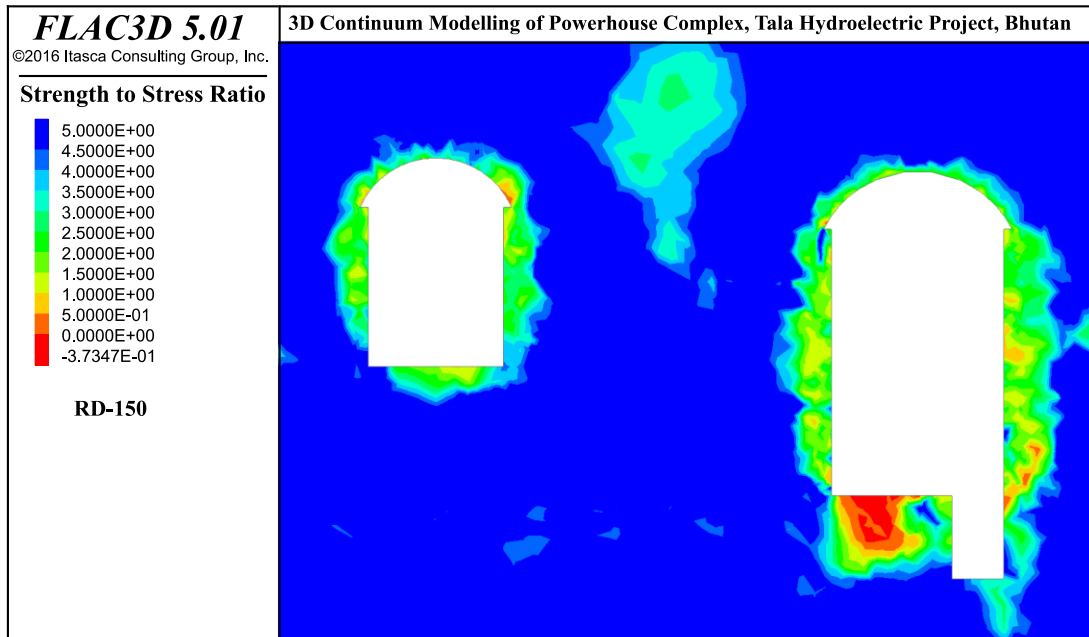 FLAC3D 5.01
©2016 Itasca Consulting Group, Inc.
Strength to Stress Ratio
5.0000E+00
4.5000E+00
4.0000E+00
3.5000E+00
3.0000E+00
2.5000E+00
2.0000E+00
1.5000E+00
1.0000E+00
5.0000E-01
0.0000E+00
-3.7347E-01
RD-150
3D Continuum Modelling of Powerhouse Complex, Tala Hydroelectric Project, Bhutan